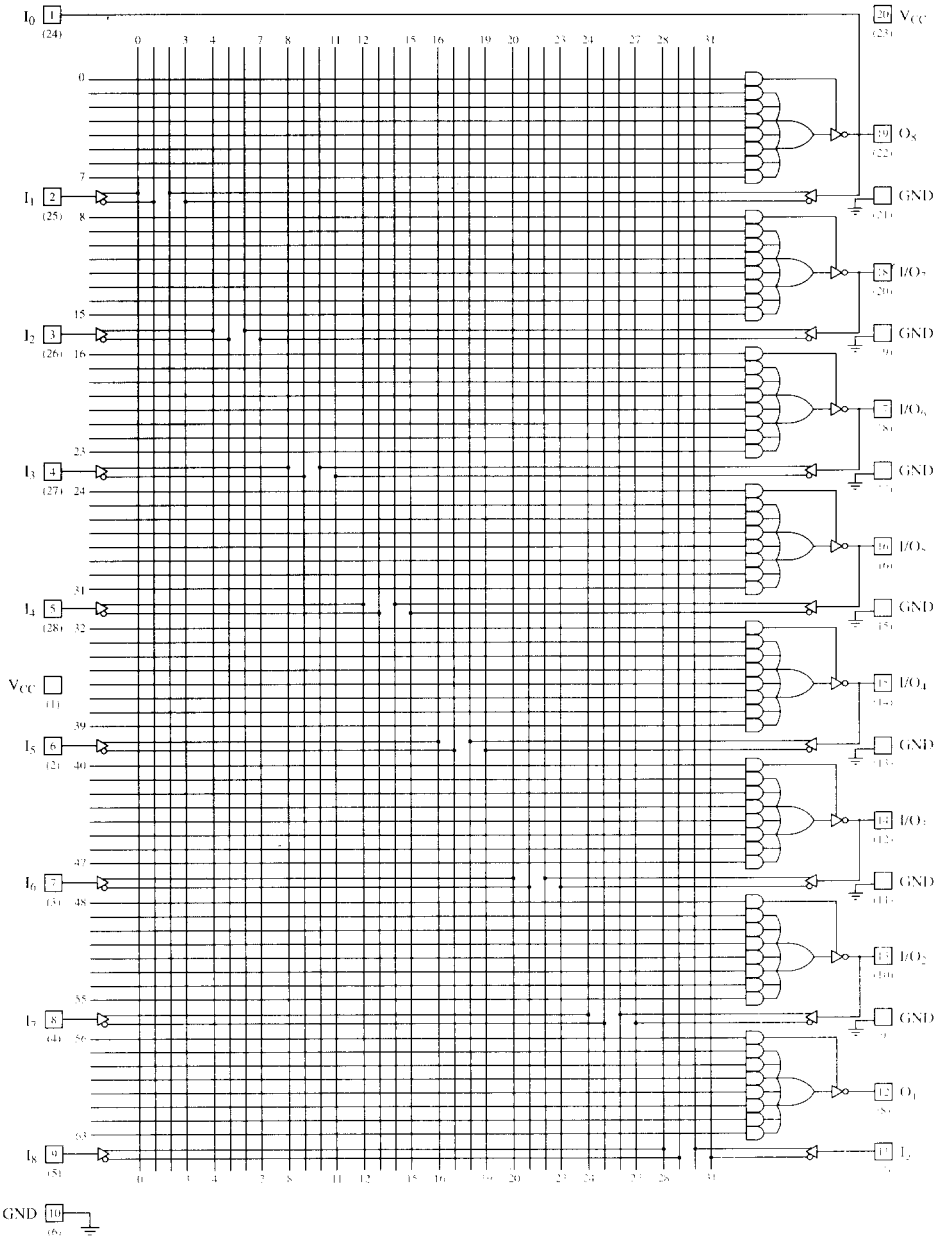 I0 1 20 VCC
(24) (23)
0 3 4 7 8 11 12 15 16 19 20 23 24 27 28 31
0
19 O8
(22)
7
I1 2 GND
(25) 8 (21)
18 I/O7
(20)
15
I2 3 GND
(26) 16
I/O6
23
I3 4 GND
(27) 24
16 I/O5
31
I4 5 GND
(28) 32
15 I/O4
VCC
(1)
39
I5 6 GND
(2) 40 (13)
14 I/O3
(12)
47
I6 7 GND
(3) 48 (11)
13 I/O2
(10)
55
I7 8 GND
(4) 56 9
12 O1
(8)
63
I8 9
(5) 0 3 4 7 8 11 12 15 16 19 20 23 24 27 28 31
GND 10
(6)